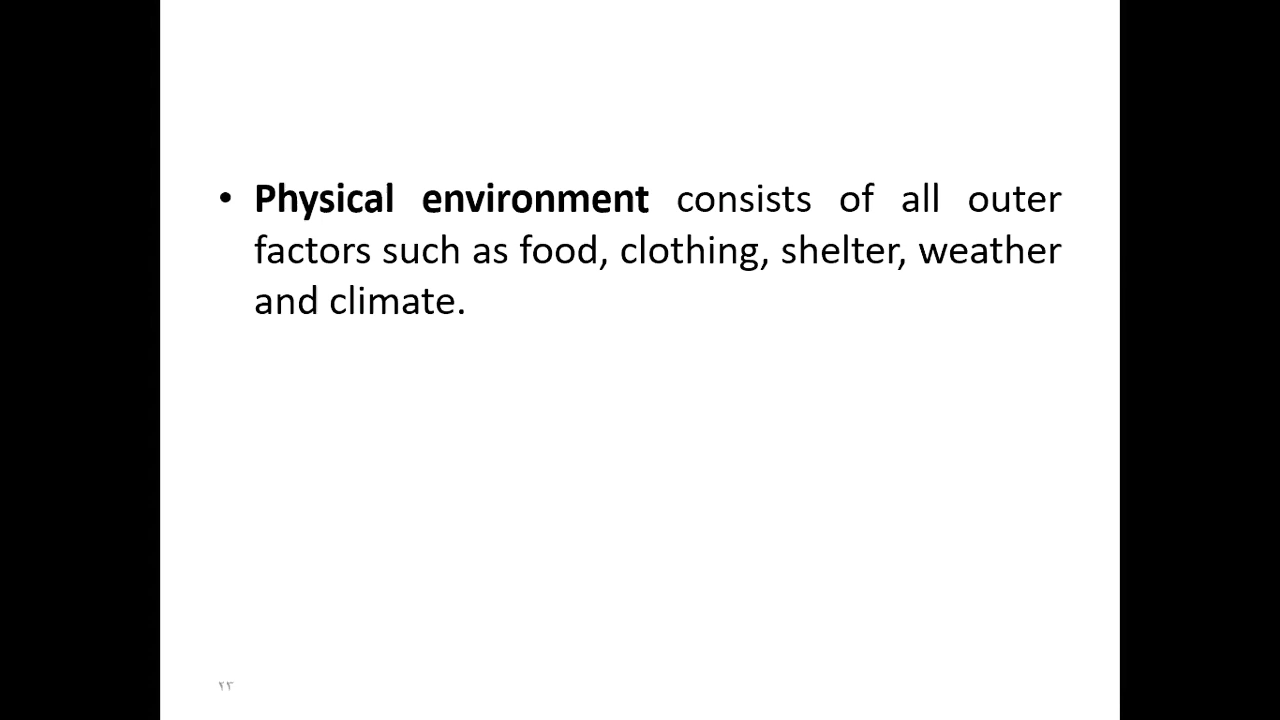 • Physical environment consists of all outer
factors such as food, clothing, shelter, weather
and climate.
٢٣